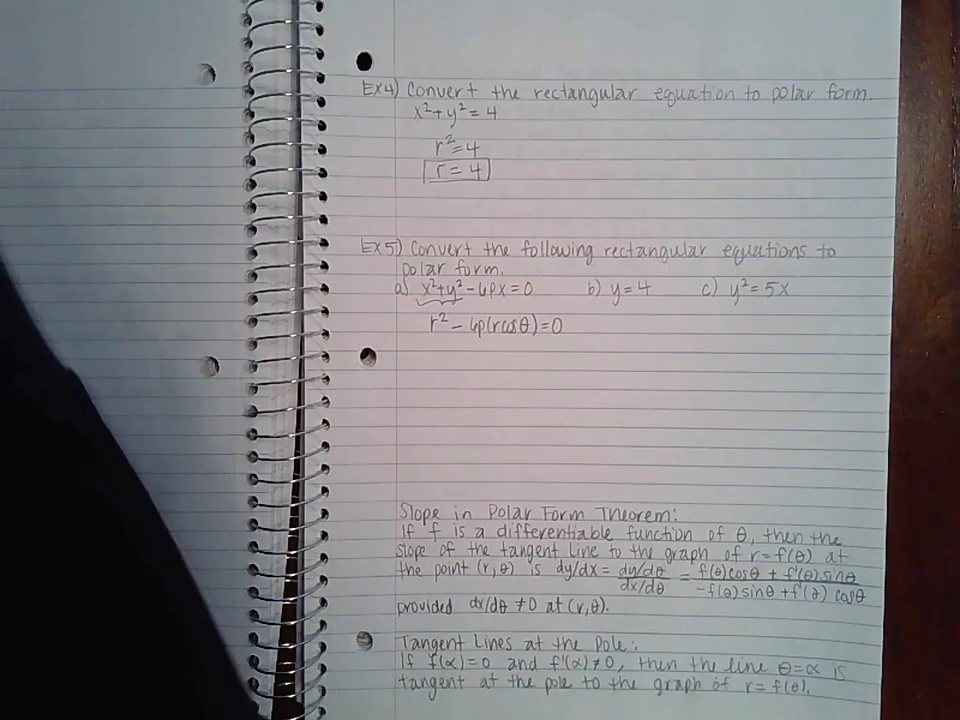 Ex4) Convert the rectangular equation to polar form.
x²+y²=4
r²=4
r=4
Ex5) Convert the following rectangular equations to
polar form.
a) x²+y²-4px=0 b) y=4 c) y²=5x
r²-4p(rcosθ)=0
Slope in Polar Form Theorem:
If f is a differentiable function of θ, then the
slope of the tangent line to the graph of r=f(θ) at
the point (r,θ) is dy/dx = dy/dθ / dx/dθ = f(θ)cosθ + f'(θ)sinθ / -f(θ)sinθ + f'(θ)cosθ
provided dx/dθ ≠0 at (r,θ).
Tangent Lines at the Pole:
If f(α)=0 and f'(α)≠0, then the line θ=α is
tangent at the pole to the graph of r=f(θ).